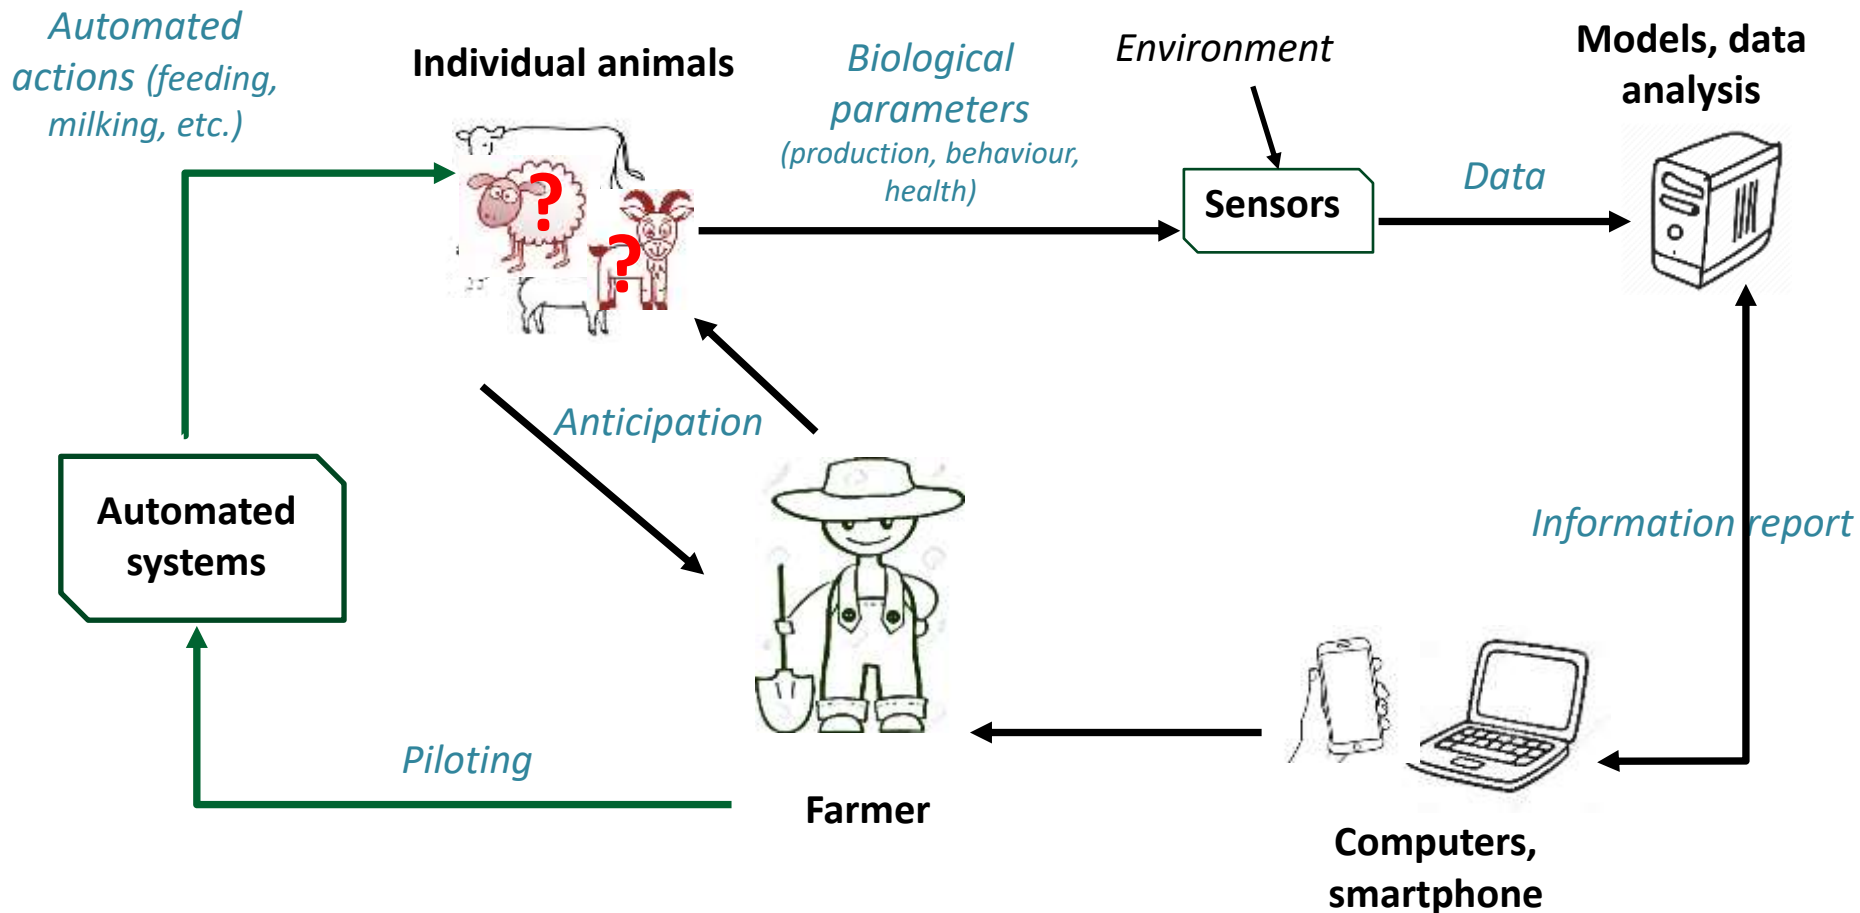 Automated
actions (feeding,
milking, etc.)
Individual animals
Biological
parameters
(production, behaviour,
health)
Environment
Models, data
analysis
Sensors
Data
?
?
Anticipation
Automated
systems
Information report
Piloting
Farmer
Computers,
smartphone